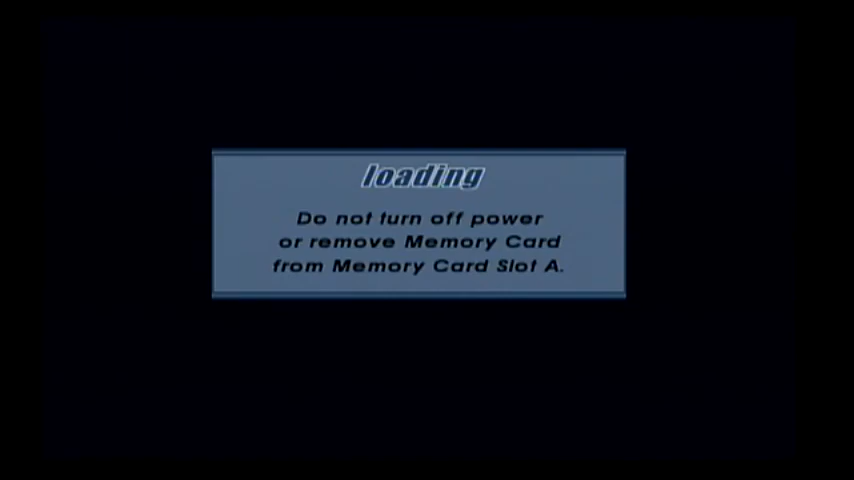 loading
Do not turn off power
or remove Memory Card
from Memory Card Slot A.